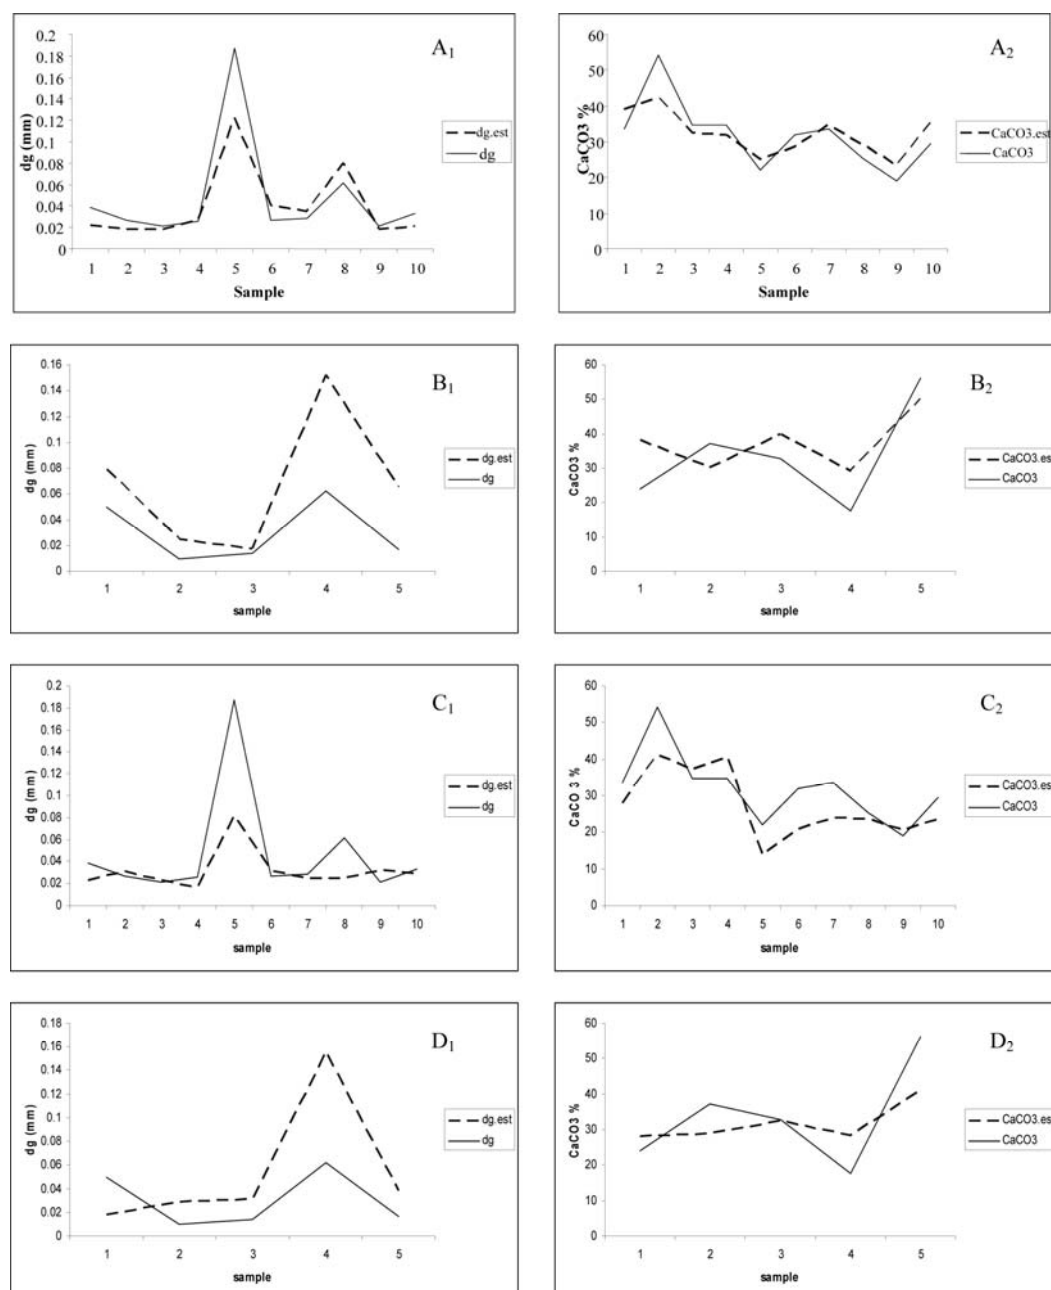 A1
0.2
0.18
0.16
0.14
0.12
0.1
0.08
0.06
0.04
0.02
0
dg (mm)
1 2 3 4 5 6 7 8 9 10
Sample
dg.est
dg
A2
60
50
40
30
20
10
0
CaCO3 %
1 2 3 4 5 6 7 8 9 10
Sample
CaCO3.est
CaCO3
B1
0.16
0.14
0.12
0.1
0.08
0.06
0.04
0.02
0
dg (mm)
1 2 3 4 5
sample
dg.est
dg
B2
60
50
40
30
20
10
0
CaCO3 %
1 2 3 4 5
sample
CaCO3.es
CaCO3
C1
0.2
0.18
0.16
0.14
0.12
0.1
0.08
0.06
0.04
0.02
0
dg (mm)
1 2 3 4 5 6 7 8 9 10
sample
dg.est
dg
C2
60
50
40
30
20
10
0
CaCO 3 %
1 2 3 4 5 6 7 8 9 10
sample
CaCO3.es
CaCO3
D1
0.18
0.16
0.14
0.12
0.1
0.08
0.06
0.04
0.02
0
dg (mm)
1 2 3 4 5
sample
dg.est
dg
D2
60
50
40
30
20
10
0
CaCO3 %
1 2 3 4 5
sample
CaCO3.es
CaCO3